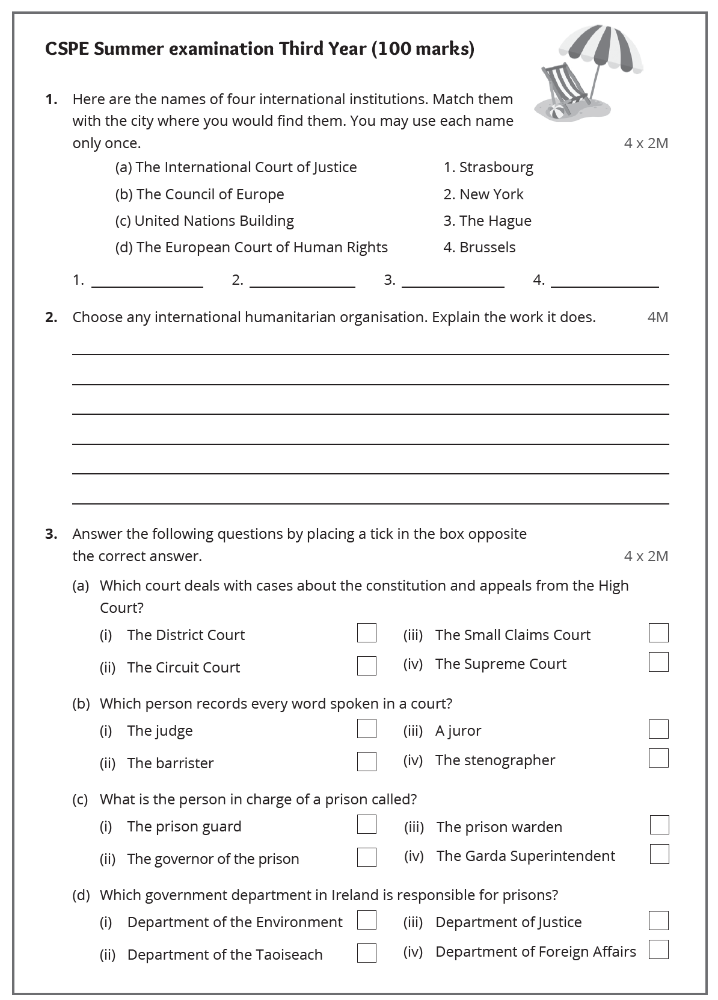 CSPE Summer examination Third Year (100 marks)
1. Here are the names of four international institutions. Match them
with the city where you would find them. You may use each name
only once. 4 x 2M
(a) The International Court of Justice 1. Strasbourg
(b) The Council of Europe 2. New York
(c) United Nations Building 3. The Hague
(d) The European Court of Human Rights 4. Brussels
1. 2. 3. 4.
2. Choose any international humanitarian organisation. Explain the work it does. 4M
3. Answer the following questions by placing a tick in the box opposite
the correct answer. 4 x 2M
(a) Which court deals with cases about the constitution and appeals from the High
Court?
(i) The District Court (iii) The Small Claims Court
(ii) The Circuit Court (iv) The Supreme Court
(b) Which person records every word spoken in a court?
(i) The judge (iii) A juror
(ii) The barrister (iv) The stenographer
(c) What is the person in charge of a prison called?
(i) The prison guard (iii) The prison warden
(ii) The governor of the prison (iv) The Garda Superintendent
(d) Which government department in Ireland is responsible for prisons?
(i) Department of the Environment (iii) Department of Justice
(ii) Department of the Taoiseach (iv) Department of Foreign Affairs